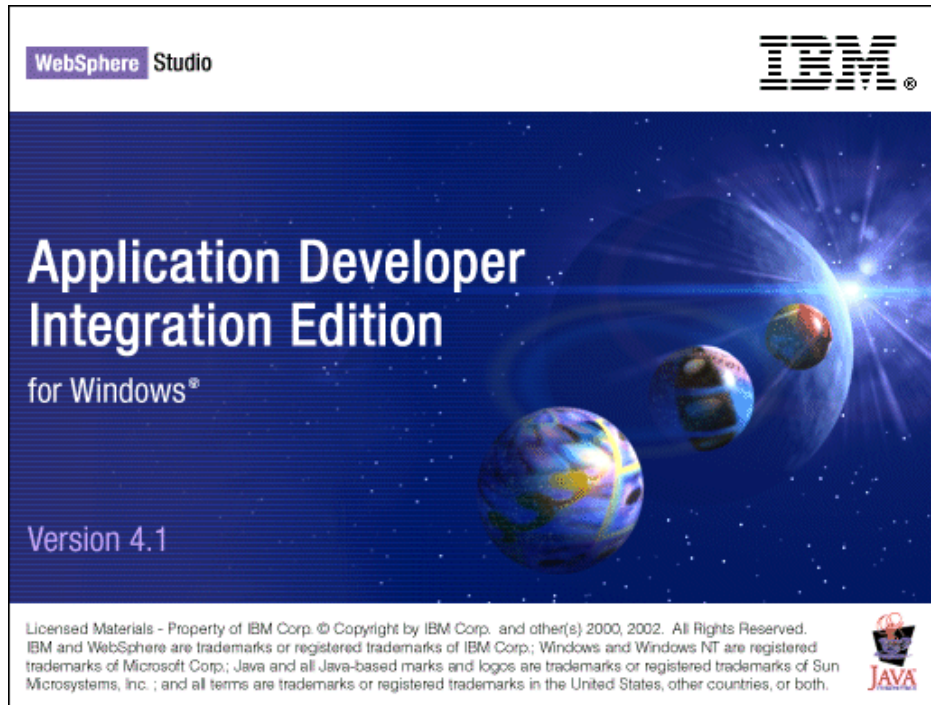 WebSphere Studio
IBM®
Application Developer
Integration Edition
for Windows®
Version 4.1
Licensed Materials - Property of IBM Corp. © Copyright by IBM Corp. and other(s) 2000, 2002. All Rights Reserved.
IBM and WebSphere are trademarks or registered trademarks of IBM Corp.; Windows and Windows NT are registered
trademarks of Microsoft Corp.; Java and all Java-based marks and logos are trademarks or registered trademarks of Sun
Microsystems, Inc. ; and all terms are trademarks or registered trademarks in the United States, other countries, or both.
JAVA